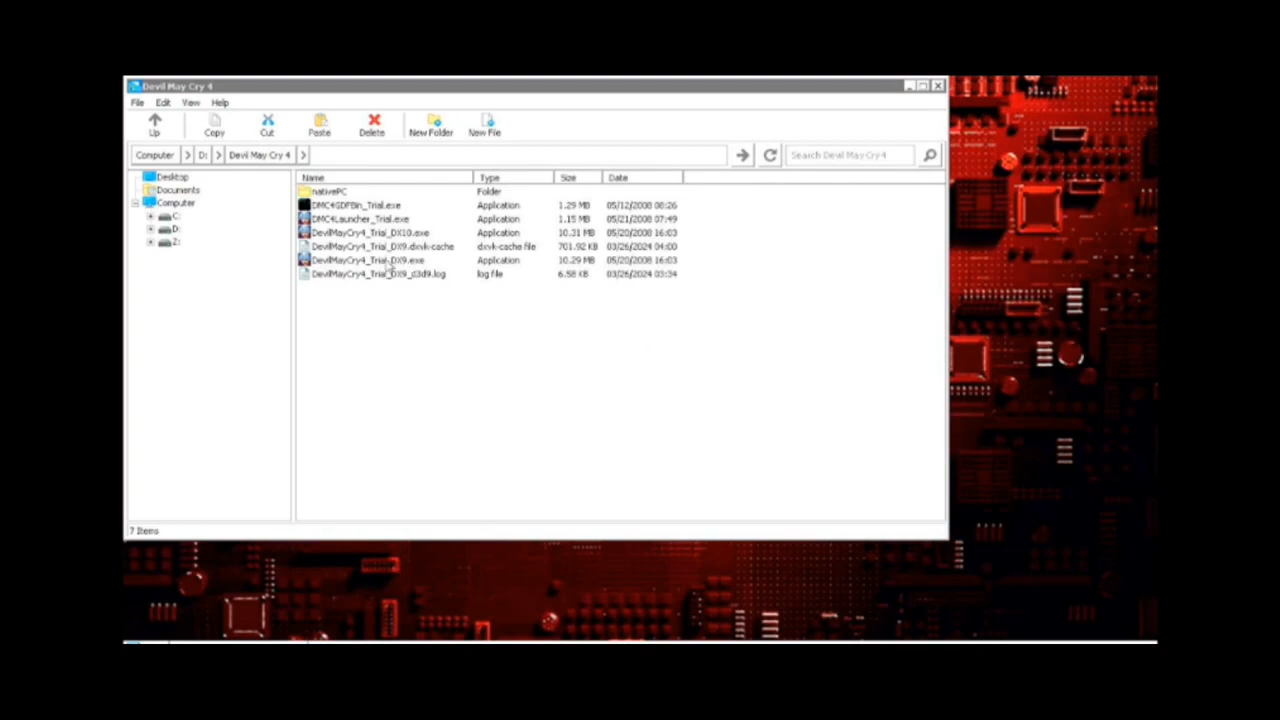 Devil May Cry 4
File Edit View Help
Up Copy Cut Paste Delete New Folder New File
Computer D: Devil May Cry 4 Search Devil May Cry 4
Desktop
Documents
Computer
C:
D:
Z:
Name Type Size Date
nativePC Folder
DMC4GDFBin_Trial.exe Application 1.29 MB 05/12/2008 08:26
DMC4Launcher_Trial.exe Application 1.15 MB 05/21/2008 07:49
DevilMayCry4_Trial_DX10.exe Application 10.31 MB 05/20/2008 16:03
DevilMayCry4_Trial_DX9.dxvk-cache dxvk-cache file 701.92 KB 03/26/2024 04:00
DevilMayCry4_Trial_DX9.exe Application 10.29 MB 05/20/2008 16:03
DevilMayCry4_Trial_DX9_d3d9.log log file 6.58 KB 03/26/2024 03:34
7 Items